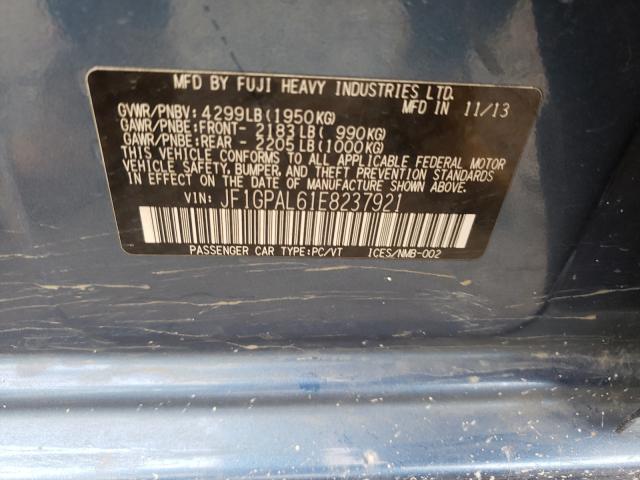 MFD BY FUJI HEAVY INDUSTRIES LTD.
MFD IN 11/13
GVWR/PNBV: 4299LB(1950KG)
GAWR/PNBE:FRONT- 2183LB( 990KG)
GAWR/PNBE:REAR - 2205LB(1000KG)
THIS VEHICLE CONFORMS TO ALL APPLICABLE FEDERAL MOTOR
VEHICLE SAFETY, BUMPER, AND THEFT PREVENTION STANDARDS
IN EFFECT ON THE DATE OF MANUFACTURE SHOWN ABOVE.
VIN: JF1GPAL61E8237921
PASSENGER CAR TYPE:PC/VT ICES/NMB-002